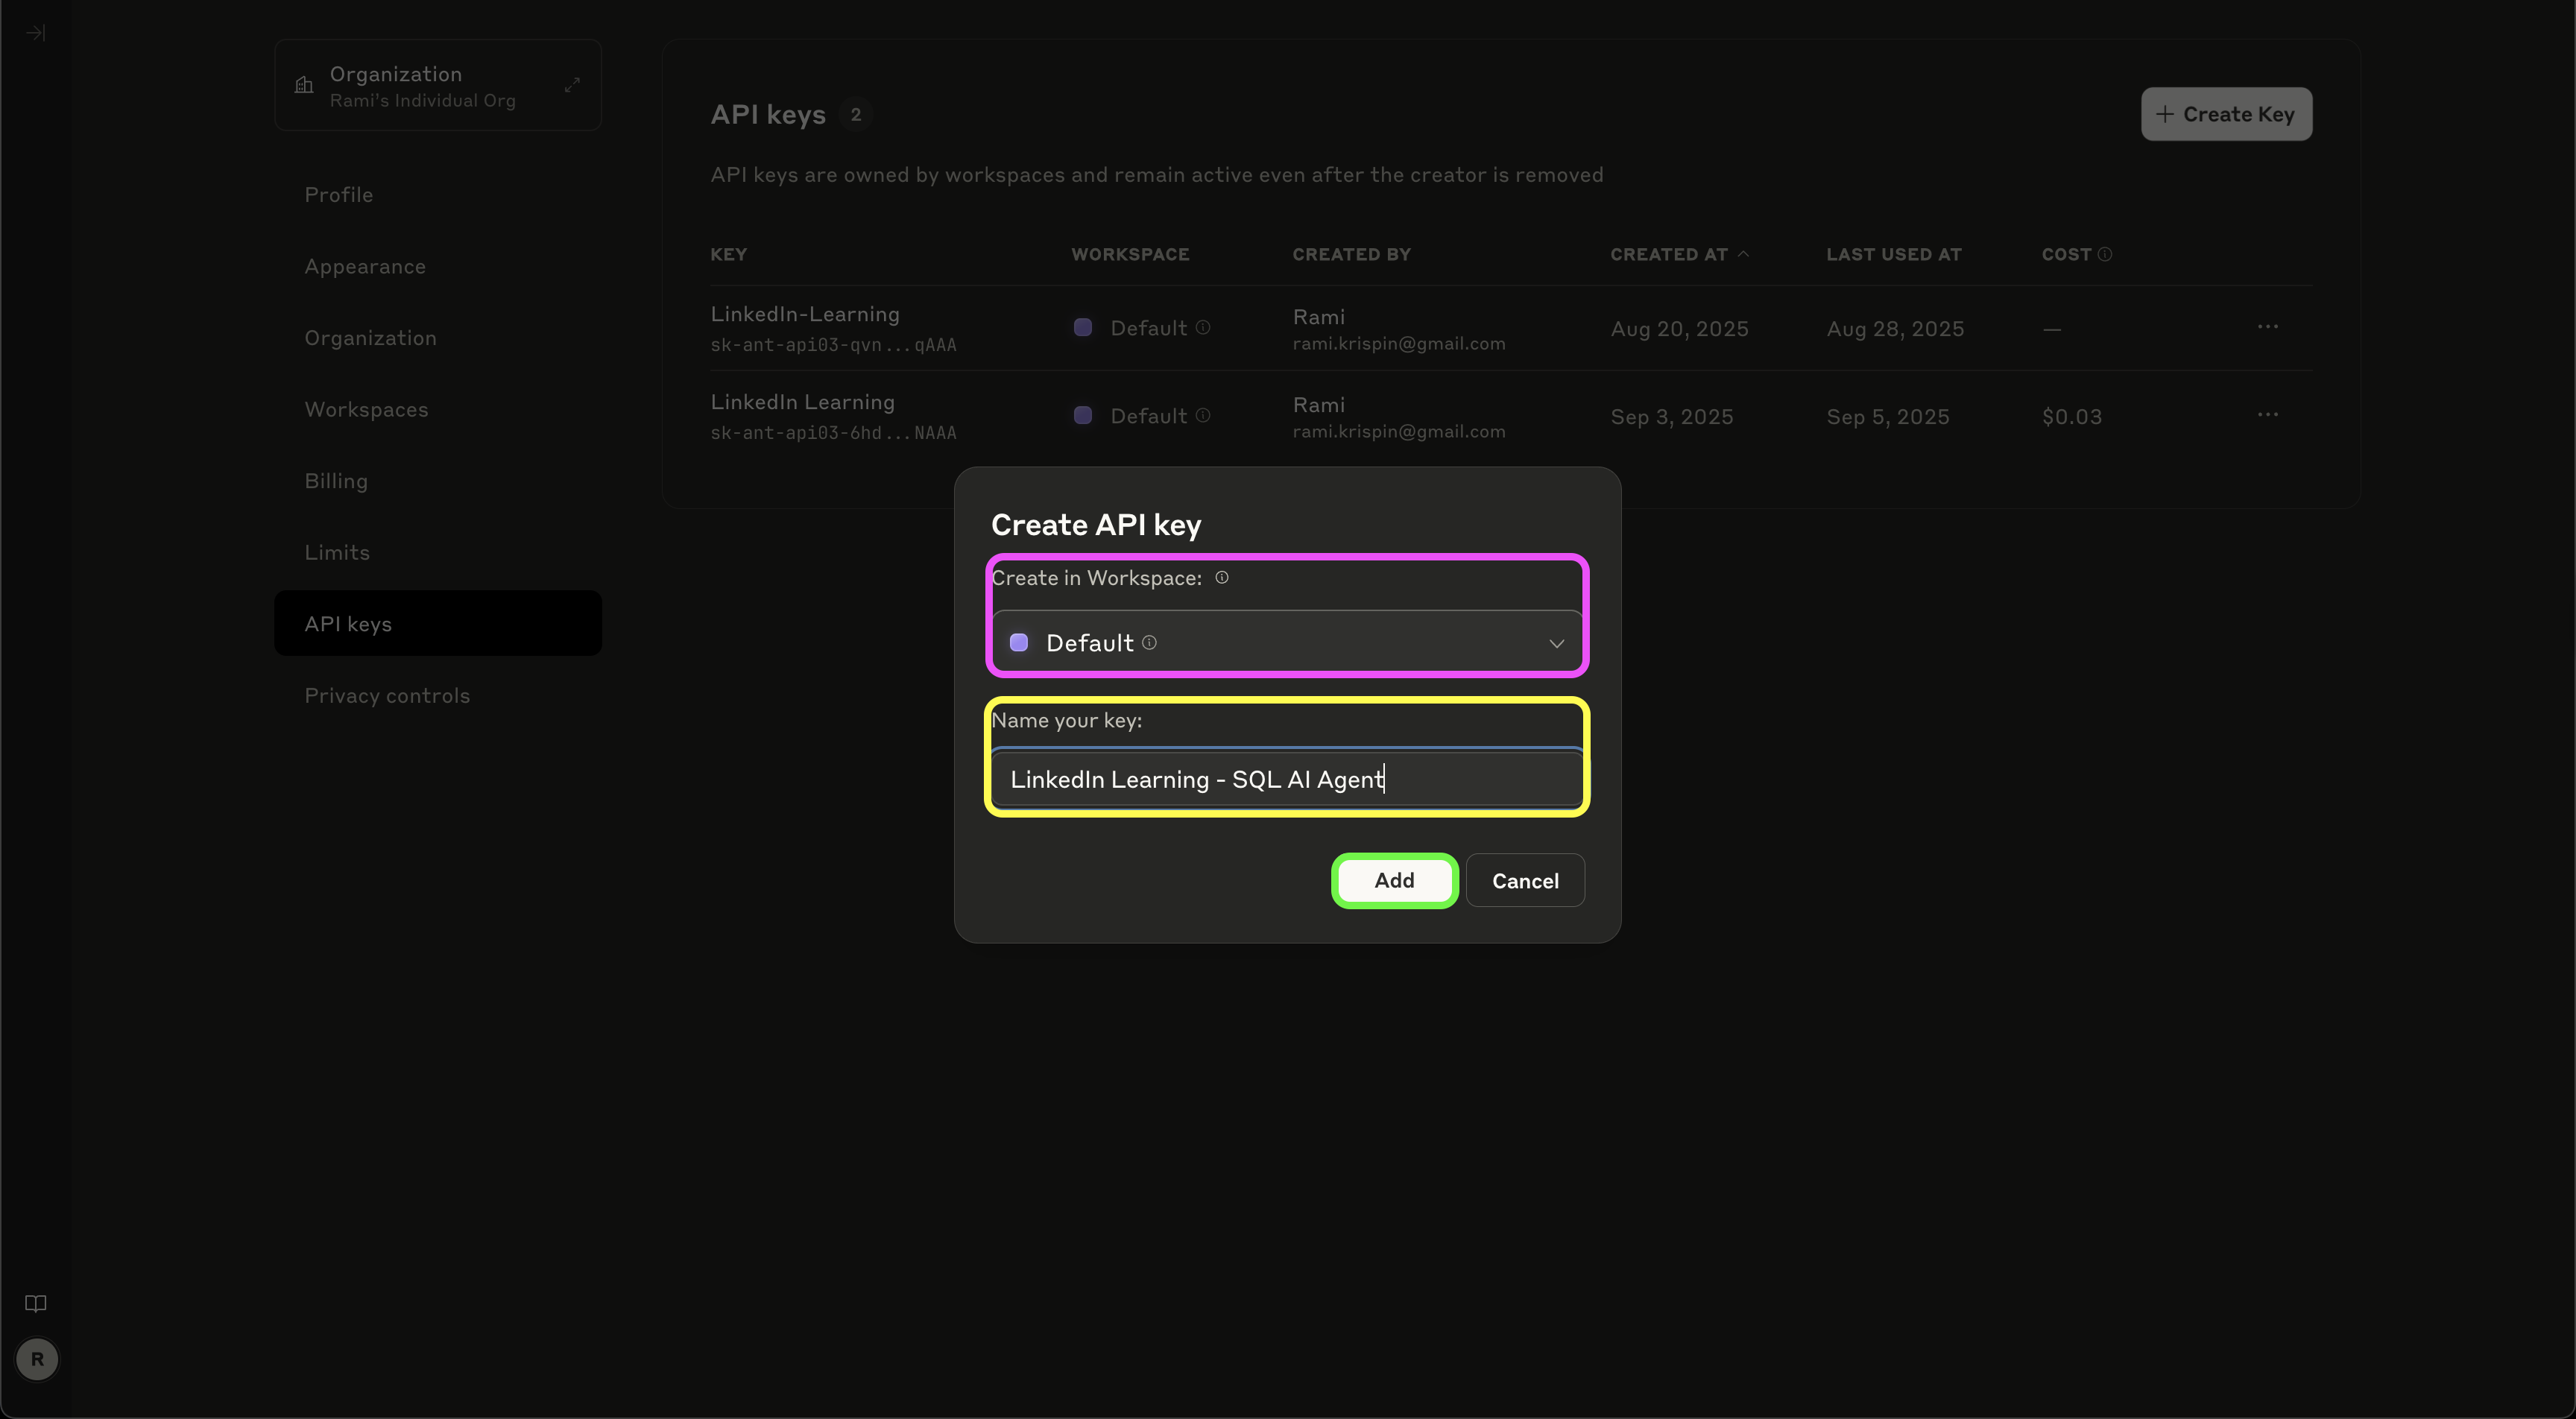 Organization
Rami's Individual Org
Profile
Appearance
Organization
Workspaces
Billing
Limits
API keys
Privacy controls
R
API keys 2
+ Create Key
API keys are owned by workspaces and remain active even after the creator is removed
KEY WORKSPACE CREATED BY CREATED AT LAST USED AT COST
LinkedIn-Learning
sk-ant-api03-qvn...qAAA
Default
Rami
rami.krispin@gmail.com
Aug 20, 2025
Aug 28, 2025
—
LinkedIn Learning
sk-ant-api03-6hd...NAAA
Default
Rami
rami.krispin@gmail.com
Sep 3, 2025
Sep 5, 2025
$0.03
Create API key
Create in Workspace:
Default
Name your key:
LinkedIn Learning - SQL AI Agent
Add
Cancel